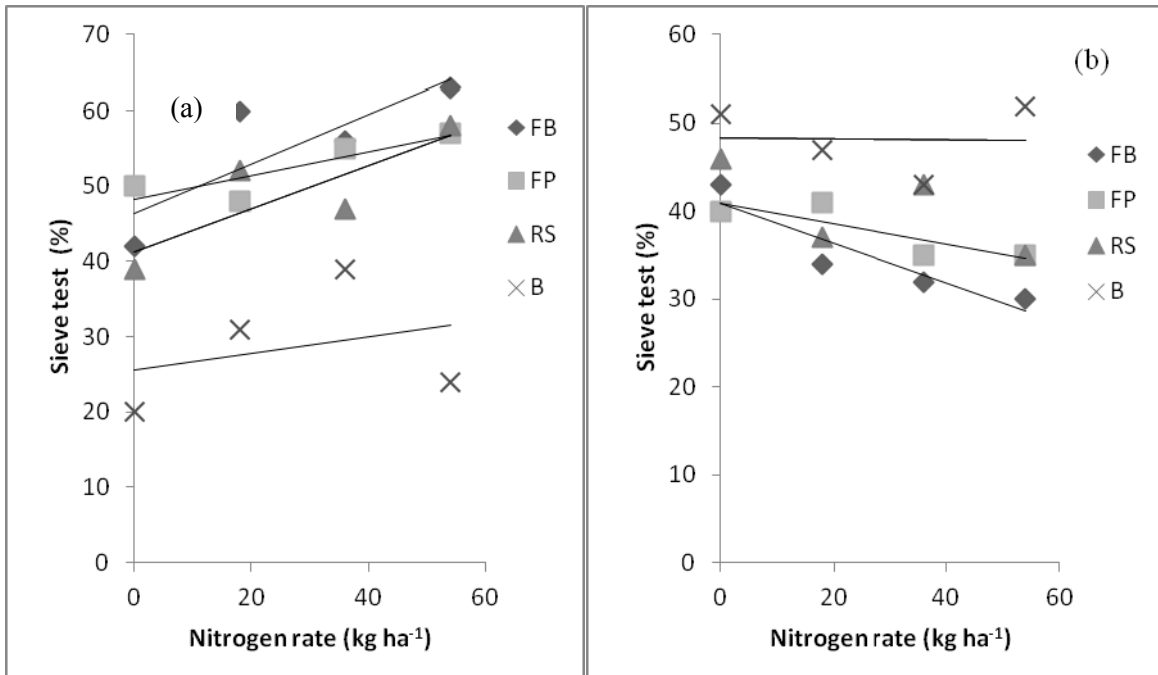 70
60
50
40
30
20
10
0
Sieve test (%)
(a)
FB
FP
RS
B
0 20 40 60
Nitrogen rate (kg ha⁻¹)
60
50
40
30
20
10
0
Sieve test (%)
(b)
FB
FP
RS
B
0 20 40 60
Nitrogen rate (kg ha⁻¹)